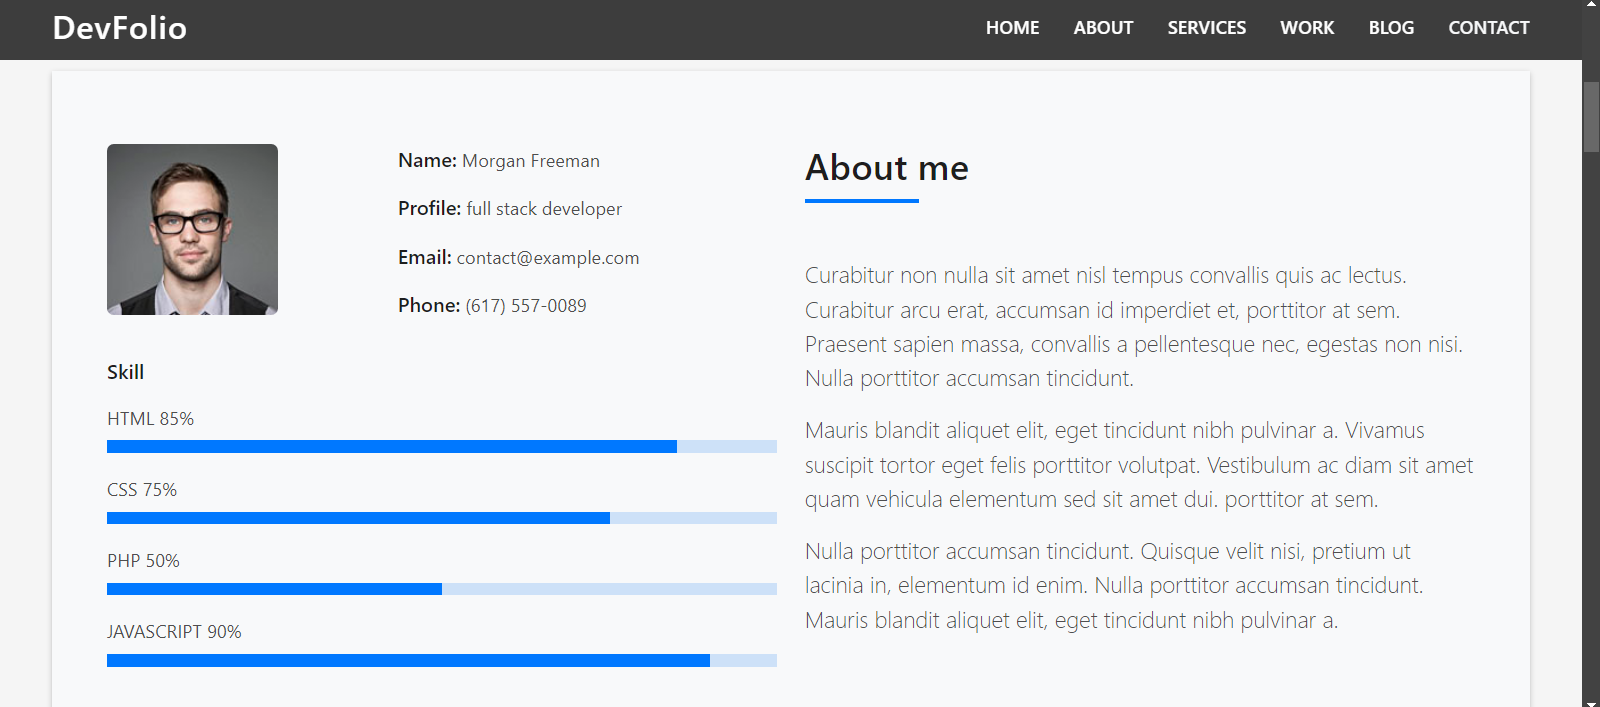 DevFolio
HOME ABOUT SERVICES WORK BLOG CONTACT
Name: Morgan Freeman
Profile: full stack developer
Email: contact@example.com
Phone: (617) 557-0089
Skill
HTML 85%
CSS 75%
PHP 50%
JAVASCRIPT 90%
About me
Curabitur non nulla sit amet nisl tempus convallis quis ac lectus.
Curabitur arcu erat, accumsan id imperdiet et, porttitor at sem.
Praesent sapien massa, convallis a pellentesque nec, egestas non nisi.
Nulla porttitor accumsan tincidunt.
Mauris blandit aliquet elit, eget tincidunt nibh pulvinar a. Vivamus
suscipit tortor eget felis porttitor volutpat. Vestibulum ac diam sit amet
quam vehicula elementum sed sit amet dui. porttitor at sem.
Nulla porttitor accumsan tincidunt. Quisque velit nisi, pretium ut
lacinia in, elementum id enim. Nulla porttitor accumsan tincidunt.
Mauris blandit aliquet elit, eget tincidunt nibh pulvinar a.